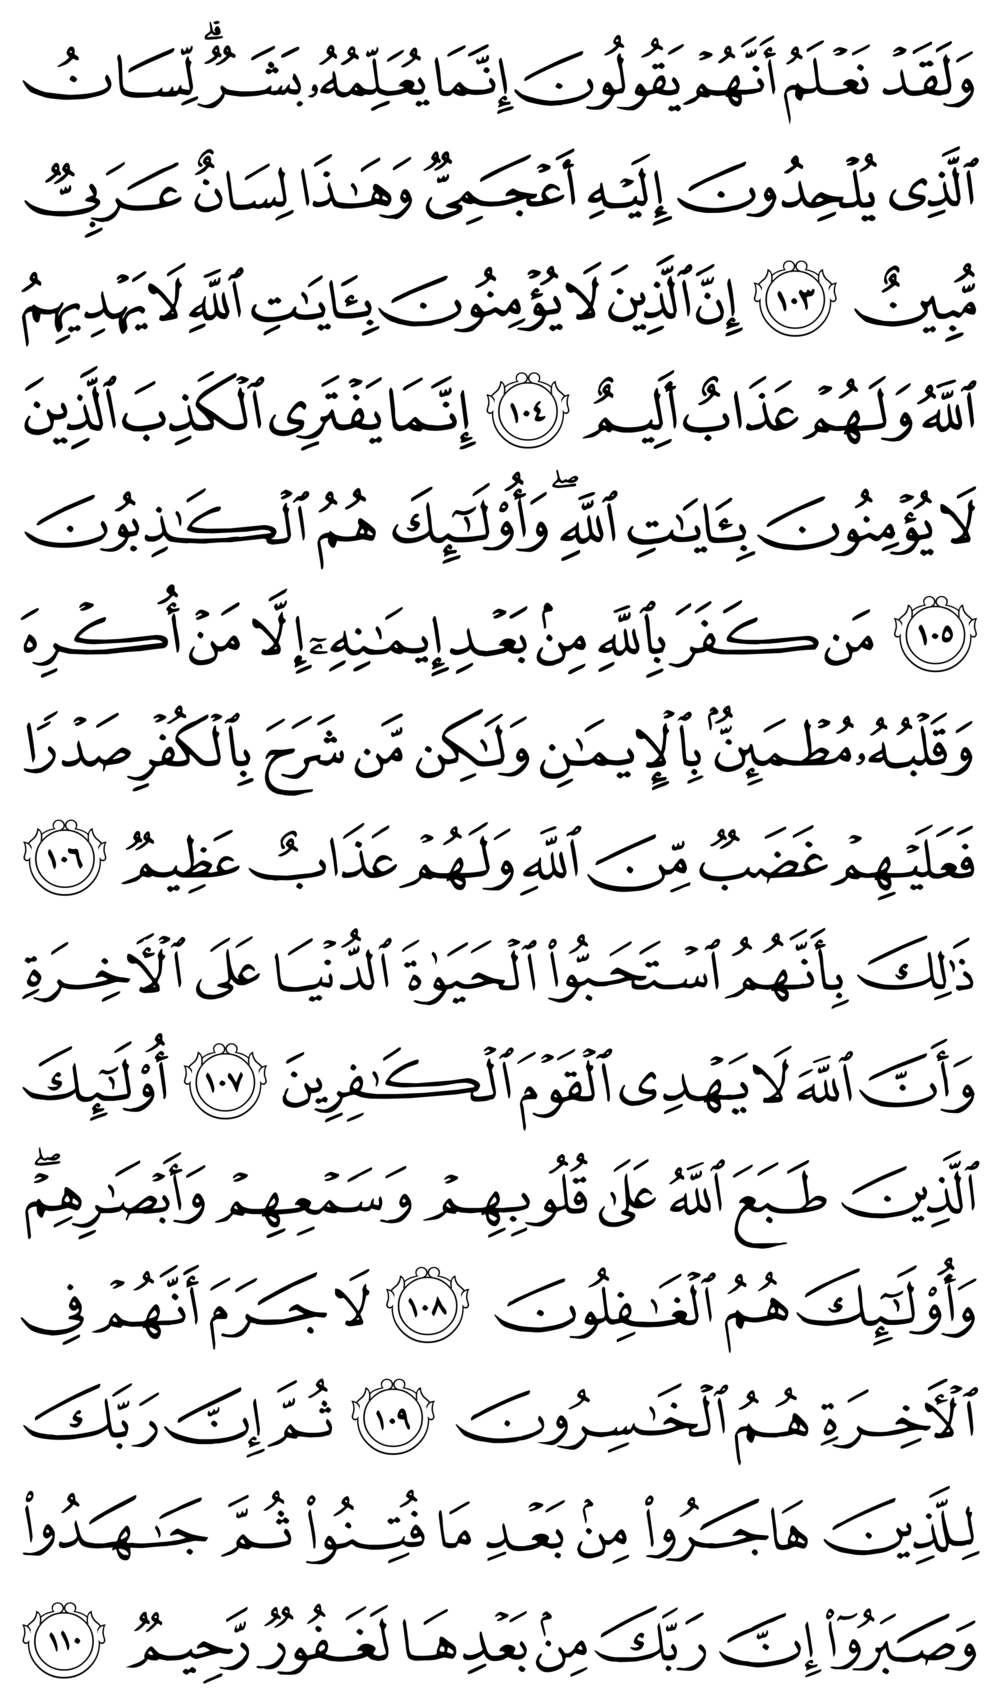 وَلَقَدۡ نَعۡلَمُ أَنَّهُمۡ يَقُولُونَ إِنَّمَا يُعَلِّمُهُۥ بَشَرٞۗ لِّسَانُ
ٱلَّذِي يُلۡحِدُونَ إِلَيۡهِ أَعۡجَمِيّٞ وَهَٰذَا لِسَانٌ عَرَبِيّٞ
مُّبِينٌ ١٠٣ إِنَّ ٱلَّذِينَ لَا يُؤۡمِنُونَ بِـَٔايَٰتِ ٱللَّهِ لَا يَهۡدِيهِمُ
ٱللَّهُ وَلَهُمۡ عَذَابٌ أَلِيمٌ ١٠٤ إِنَّمَا يَفۡتَرِي ٱلۡكَذِبَ ٱلَّذِينَ
لَا يُؤۡمِنُونَ بِـَٔايَٰتِ ٱللَّهِۖ وَأُوْلَٰٓئِكَ هُمُ ٱلۡكَٰذِبُونَ
١٠٥ مَن كَفَرَ بِٱللَّهِ مِنۢ بَعۡدِ إِيمَٰنِهِۦٓ إِلَّا مَنۡ أُكۡرِهَ
وَقَلۡبُهُۥ مُطۡمَئِنُّۢ بِٱلۡإِيمَٰنِ وَلَٰكِن مَّن شَرَحَ بِٱلۡكُفۡرِ صَدۡرٗا
فَعَلَيۡهِمۡ غَضَبٞ مِّنَ ٱللَّهِ وَلَهُمۡ عَذَابٌ عَظِيمٞ ١٠٦
ذَٰلِكَ بِأَنَّهُمُ ٱسۡتَحَبُّواْ ٱلۡحَيَوٰةَ ٱلدُّنۡيَا عَلَى ٱلۡأٓخِرَةِ
وَأَنَّ ٱللَّهَ لَا يَهۡدِي ٱلۡقَوۡمَ ٱلۡكَٰفِرِينَ ١٠٧ أُوْلَٰٓئِكَ
ٱلَّذِينَ طَبَعَ ٱللَّهُ عَلَىٰ قُلُوبِهِمۡ وَسَمۡعِهِمۡ وَأَبۡصَٰرِهِمۡۖ
وَأُوْلَٰٓئِكَ هُمُ ٱلۡغَٰفِلُونَ ١٠٨ لَا جَرَمَ أَنَّهُمۡ فِي
ٱلۡأٓخِرَةِ هُمُ ٱلۡخَٰسِرُونَ ١٠٩ ثُمَّ إِنَّ رَبَّكَ
لِلَّذِينَ هَاجَرُواْ مِنۢ بَعۡدِ مَا فُتِنُواْ ثُمَّ جَٰهَدُواْ
وَصَبَرُوٓاْ إِنَّ رَبَّكَ مِنۢ بَعۡدِهَا لَغَفُورٞ رَّحِيمٞ ١١٠